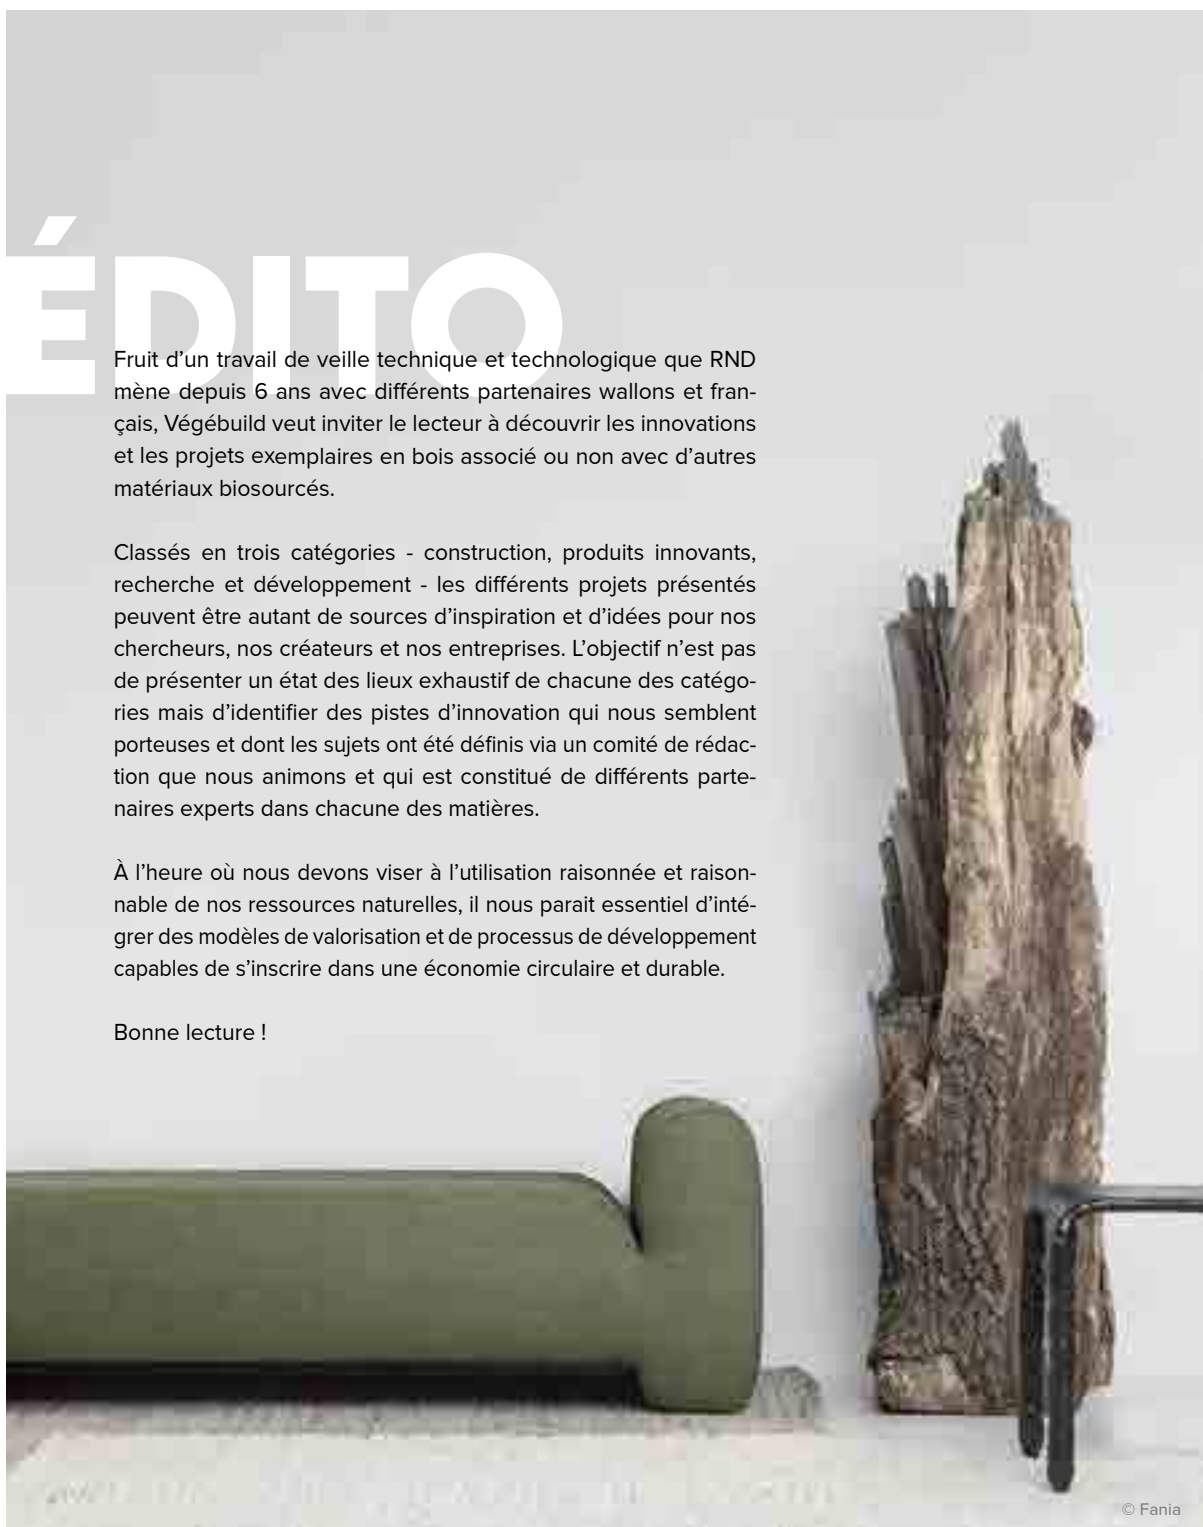 ÉDITO
Fruit d’un travail de veille technique et technologique que RND
mène depuis 6 ans avec différents partenaires wallons et fran-
çais, Végébuild veut inviter le lecteur à découvrir les innovations
et les projets exemplaires en bois associé ou non avec d’autres
matériaux biosourcés.
Classés en trois catégories - construction, produits innovants,
recherche et développement - les différents projets présentés
peuvent être autant de sources d’inspiration et d’idées pour nos
chercheurs, nos créateurs et nos entreprises. L’objectif n’est pas
de présenter un état des lieux exhaustif de chacune des catégo-
ries mais d’identifier des pistes d’innovation qui nous semblent
porteuses et dont les sujets ont été définis via un comité de rédac-
tion que nous animons et qui est constitué de différents parte-
naires experts dans chacune des matières.
À l’heure où nous devons viser à l’utilisation raisonnée et raison-
nable de nos ressources naturelles, il nous parait essentiel d’inté-
grer des modèles de valorisation et de processus de développement
capables de s’inscrire dans une économie circulaire et durable.
Bonne lecture !
© Fania